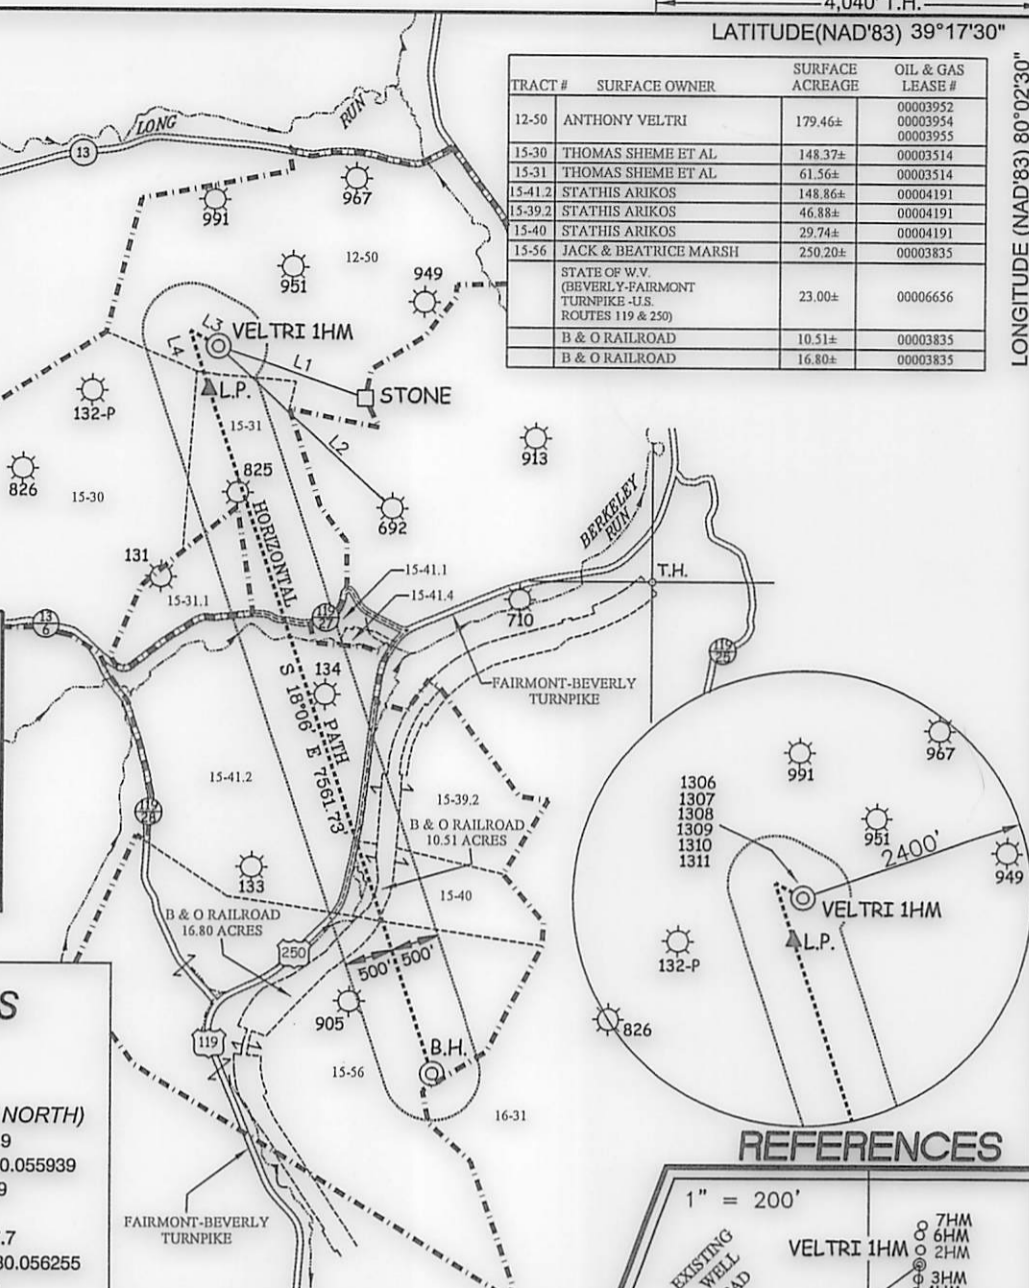 4,040' T.H.
LATITUDE(NAD'83) 39°17'30"
LONGITUDE (NAD'83) 80°02'30"
TRACT # SURFACE OWNER SURFACE ACREAGE OIL & GAS LEASE #
12-50 ANTHONY VELTRI 179.46± 00003952
00003954
00003955
15-30 THOMAS SHEME ET AL 148.37± 00003514
15-31 THOMAS SHEME ET AL 61.56± 00003514
15-41.2 STATHIS ARIKOS 148.86± 00004191
15-39.2 STATHIS ARIKOS 46.88± 00004191
15-40 STATHIS ARIKOS 29.74± 00004191
15-56 JACK & BEATRICE MARSH 250.20± 00003835
STATE OF W.V.
(BEVERLY-FAIRMONT
TURNPIKE -U.S.
ROUTES 119 & 250) 23.00± 00006656
B & O RAILROAD 10.51± 00003835
B & O RAILROAD 16.80± 00003835
LONG RUN
13
991
967
951
12-50
949
L3
VELTRI 1HM
L4
L1
L.P.
STONE
132-P
15-31
L2
913
826
15-30
825
692
BERKELEY
RUN
HORIZONTAL PATH
131
15-41.1
T.H.
15-31.1
15-41.4
710
13
6
119
27
119
25
134
S 18°06' E 7561.73'
FAIRMONT-BEVERLY
TURNPIKE
15-41.2
15-39.2
119
28
B & O RAILROAD
10.51 ACRES
133
15-40
B & O RAILROAD
16.80 ACRES
250
500' 500'
905
119
B.H.
15-56
16-31
FAIRMONT-BEVERLY
TURNPIKE
967
991
1306
1307
1308
1309
1310
1311
951
2400'
949
VELTRI 1HM
L.P.
132-P
826
S
NORTH)
9
0.055939
9
7.7
80.056255
REFERENCES
1" = 200'
EXISTING
WELL
7HM
6HM
VELTRI 1HM 2HM
3HM